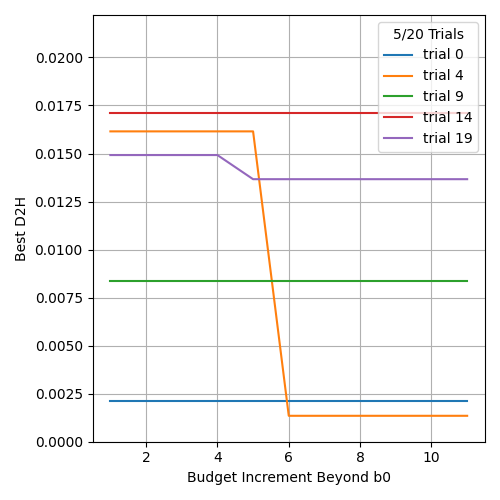 5/20 Trials
trial 0
trial 4
trial 9
trial 14
trial 19
0.0200
0.0175
0.0150
0.0125
0.0100
0.0075
0.0050
0.0025
0.0000
Best D2H
2 4 6 8 10
Budget Increment Beyond b0